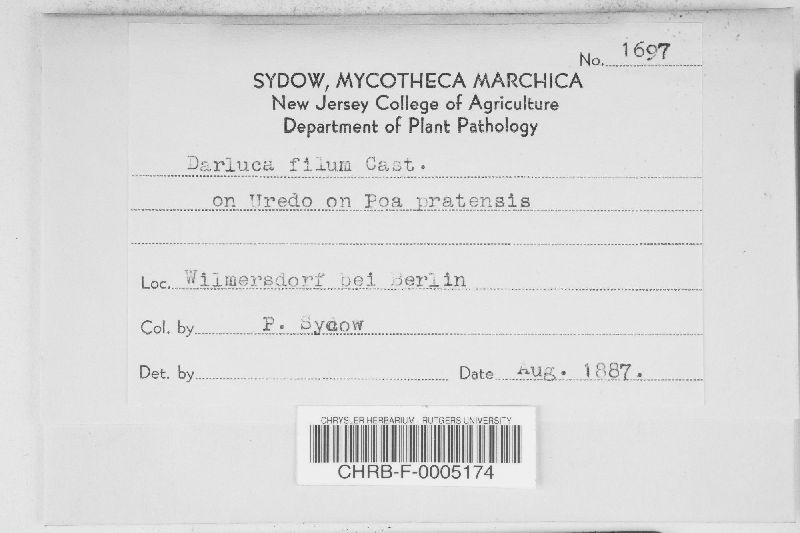 No. 1697
SYDOW, MYCOTHECA MARCHICA
New Jersey College of Agriculture
Department of Plant Pathology
Darluca filum Cast.
on Uredo on Poa pratensis
Loc. Wilmersdorf bei Berlin
Col. by P. Sydow
Det. by
Date Aug. 1887.
CHRYSLER HERBARIUM - RUTGERS UNIVERSITY
CHRB-F-0005174